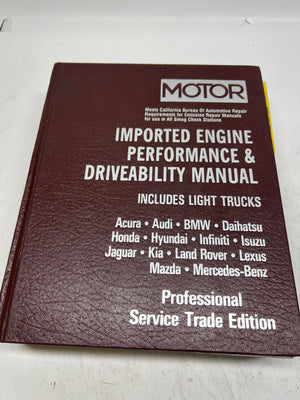 MOTOR
Meets California Bureau Of Automotive Repair
Requirements for Emission Repair Manuals
for use in All Smog Check Stations
IMPORTED ENGINE
PERFORMANCE &
DRIVEABILITY MANUAL
INCLUDES LIGHT TRUCKS
Acura • Audi • BMW • Daihatsu
Honda • Hyundai • Infiniti • Isuzu
Jaguar • Kia • Land Rover • Lexus
Mazda • Mercedes-Benz
Professional
Service Trade Edition